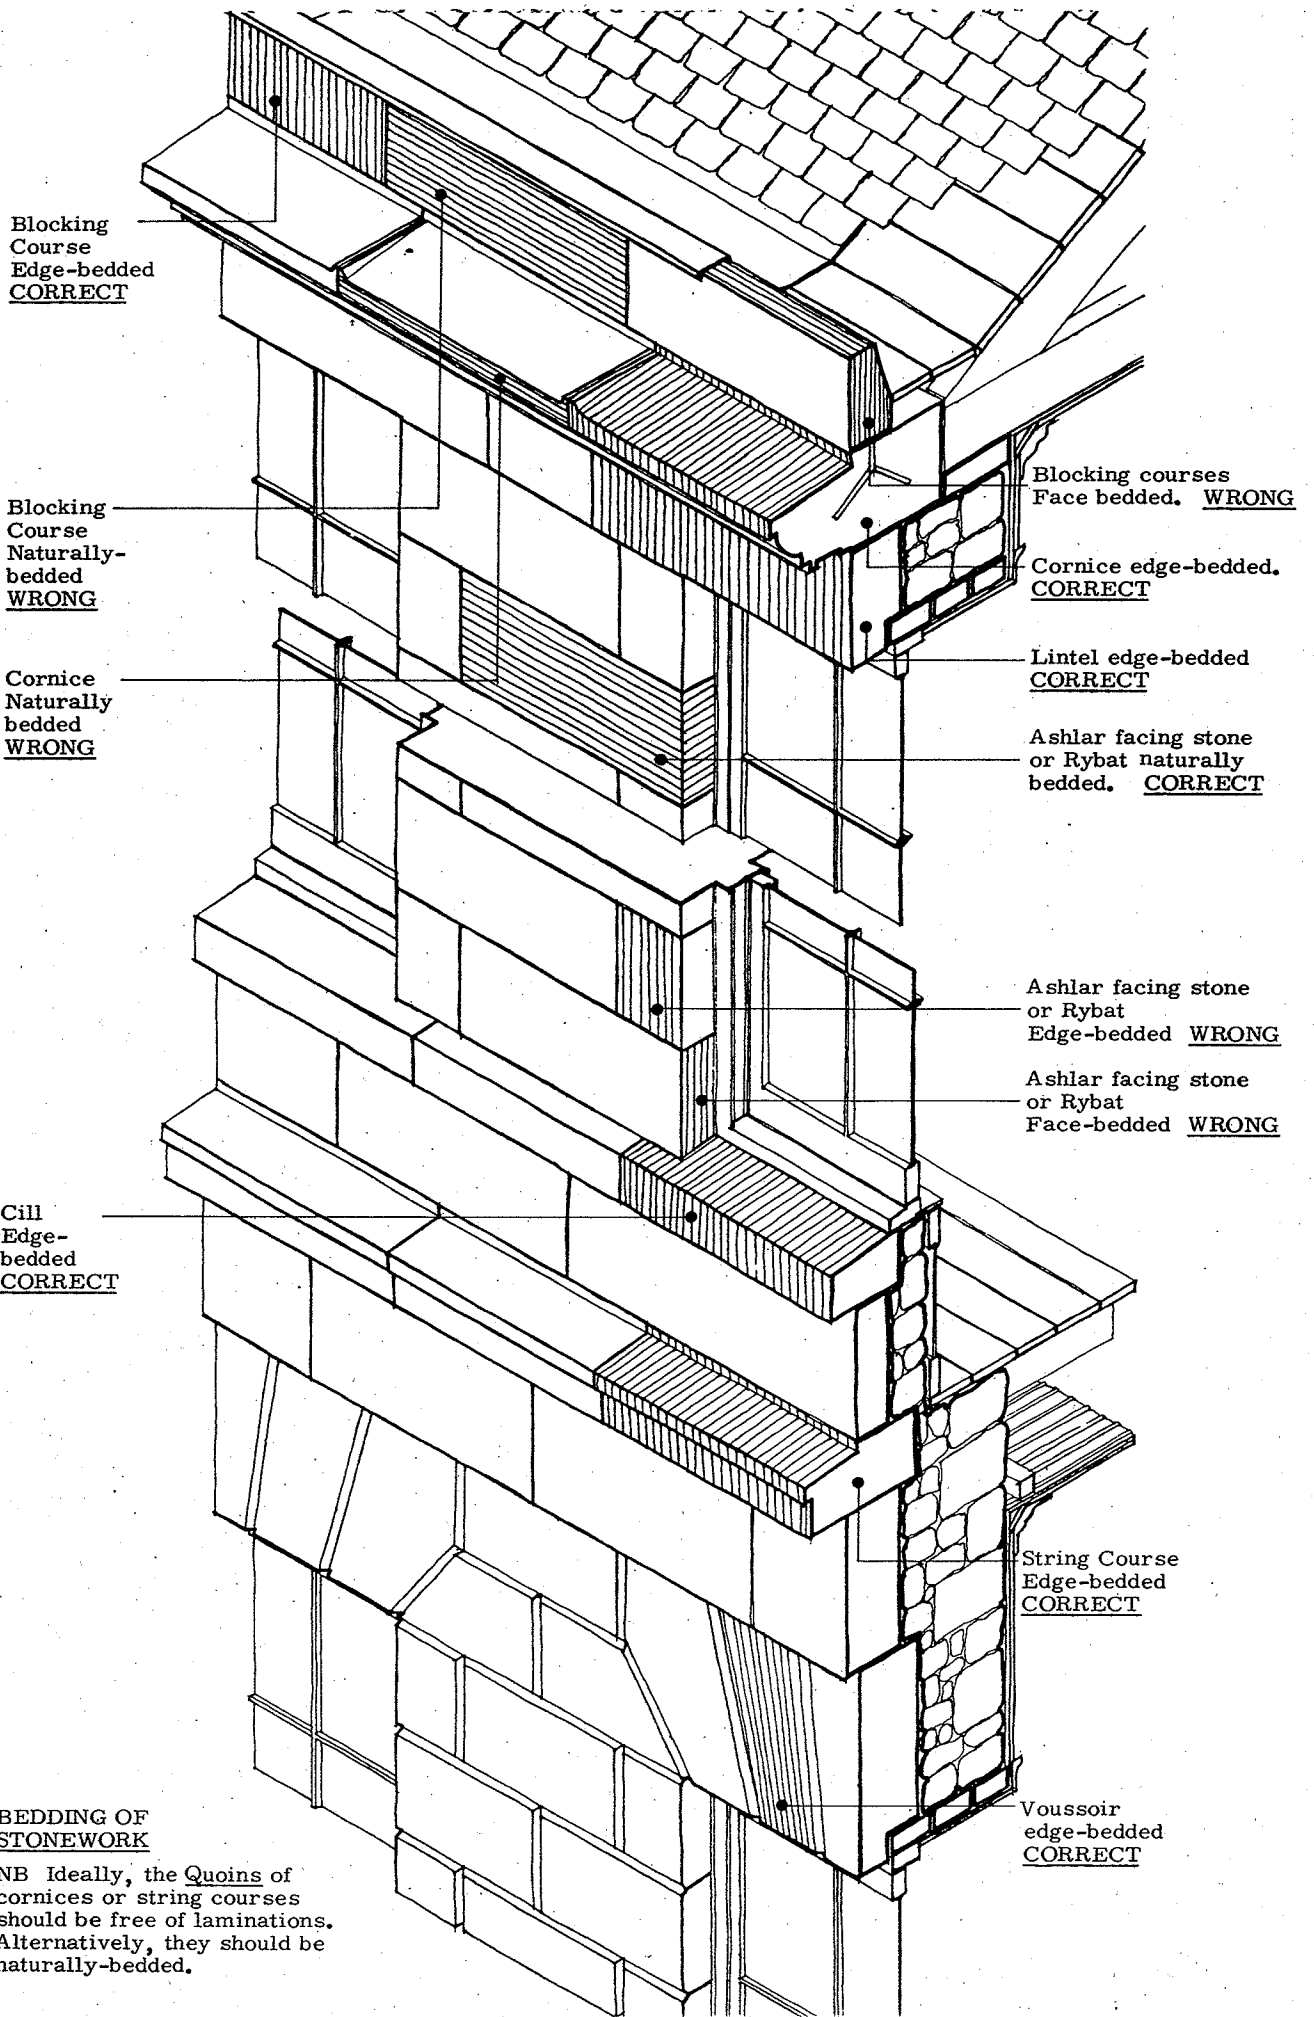 Blocking
Course
Edge-bedded
CORRECT
Blocking
Course
Naturally-
bedded
WRONG
Cornice
Naturally
bedded
WRONG
Cill
Edge-
bedded
CORRECT
BEDDING OF
STONEWORK
NB Ideally, the Quoins of
cornices or string courses
should be free of laminations.
Alternatively, they should be
naturally-bedded.
Blocking courses
Face bedded. WRONG
Cornice edge-bedded.
CORRECT
Lintel edge-bedded
CORRECT
Ashlar facing stone
or Rybat naturally
bedded. CORRECT
Ashlar facing stone
or Rybat
Edge-bedded WRONG
Ashlar facing stone
or Rybat
Face-bedded WRONG
String Course
Edge-bedded
CORRECT
Voussoir
edge-bedded
CORRECT